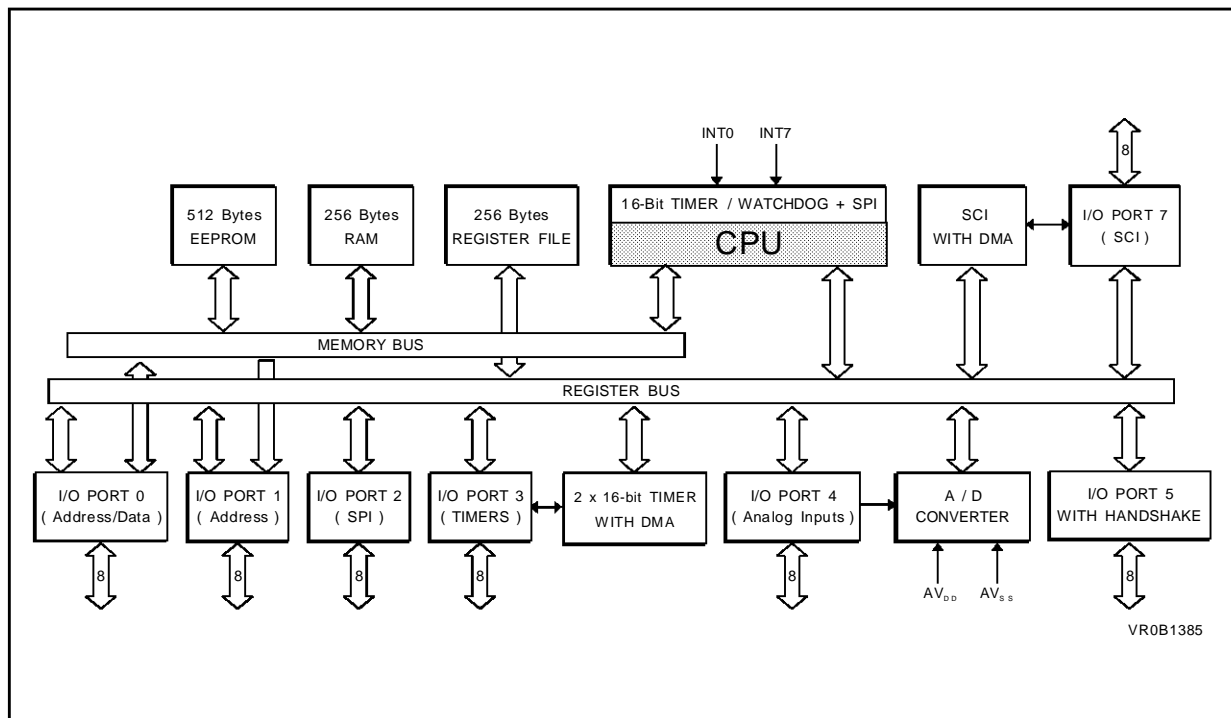 INT0
INT7
8
512 Bytes
EEPROM
256 Bytes
RAM
256 Bytes
REGISTER FILE
16-Bit TIMER / WATCHDOG + SPI
CPU
SCI
WITH DMA
I/O PORT 7
( SCI )
MEMORY BUS
REGISTER BUS
I/O PORT 0
( Address/Data )
I/O PORT 1
( Address )
I/O PORT 2
( SPI )
I/O PORT 3
( TIMERS )
2 x 16-bit TIMER
WITH DMA
I/O PORT 4
( Analog Inputs )
A / D
CONVERTER
I/O PORT 5
WITH HANDSHAKE
8
8
8
8
8
AVDD
AVSS
8
VR0B1385